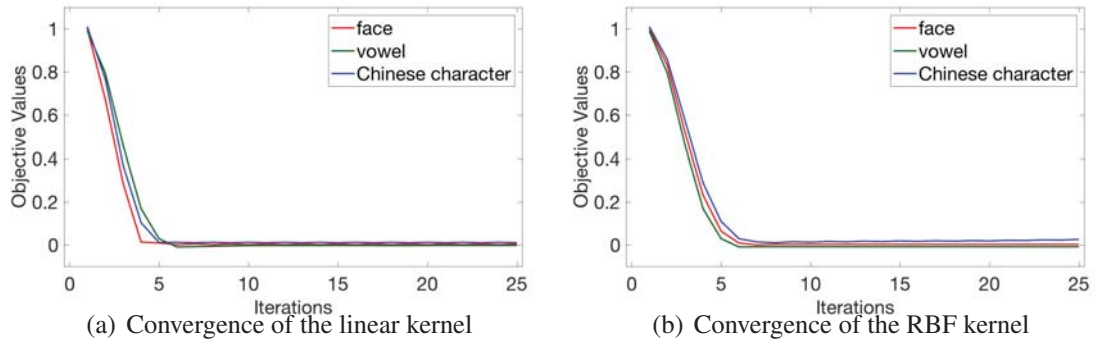 1
0.8
0.6
0.4
0.2
0
Objective Values
face
vowel
Chinese character
0 5 10 15 20 25
Iterations
(a) Convergence of the linear kernel
1
0.8
0.6
0.4
0.2
0
Objective Values
face
vowel
Chinese character
0 5 10 15 20 25
Iterations
(b) Convergence of the RBF kernel